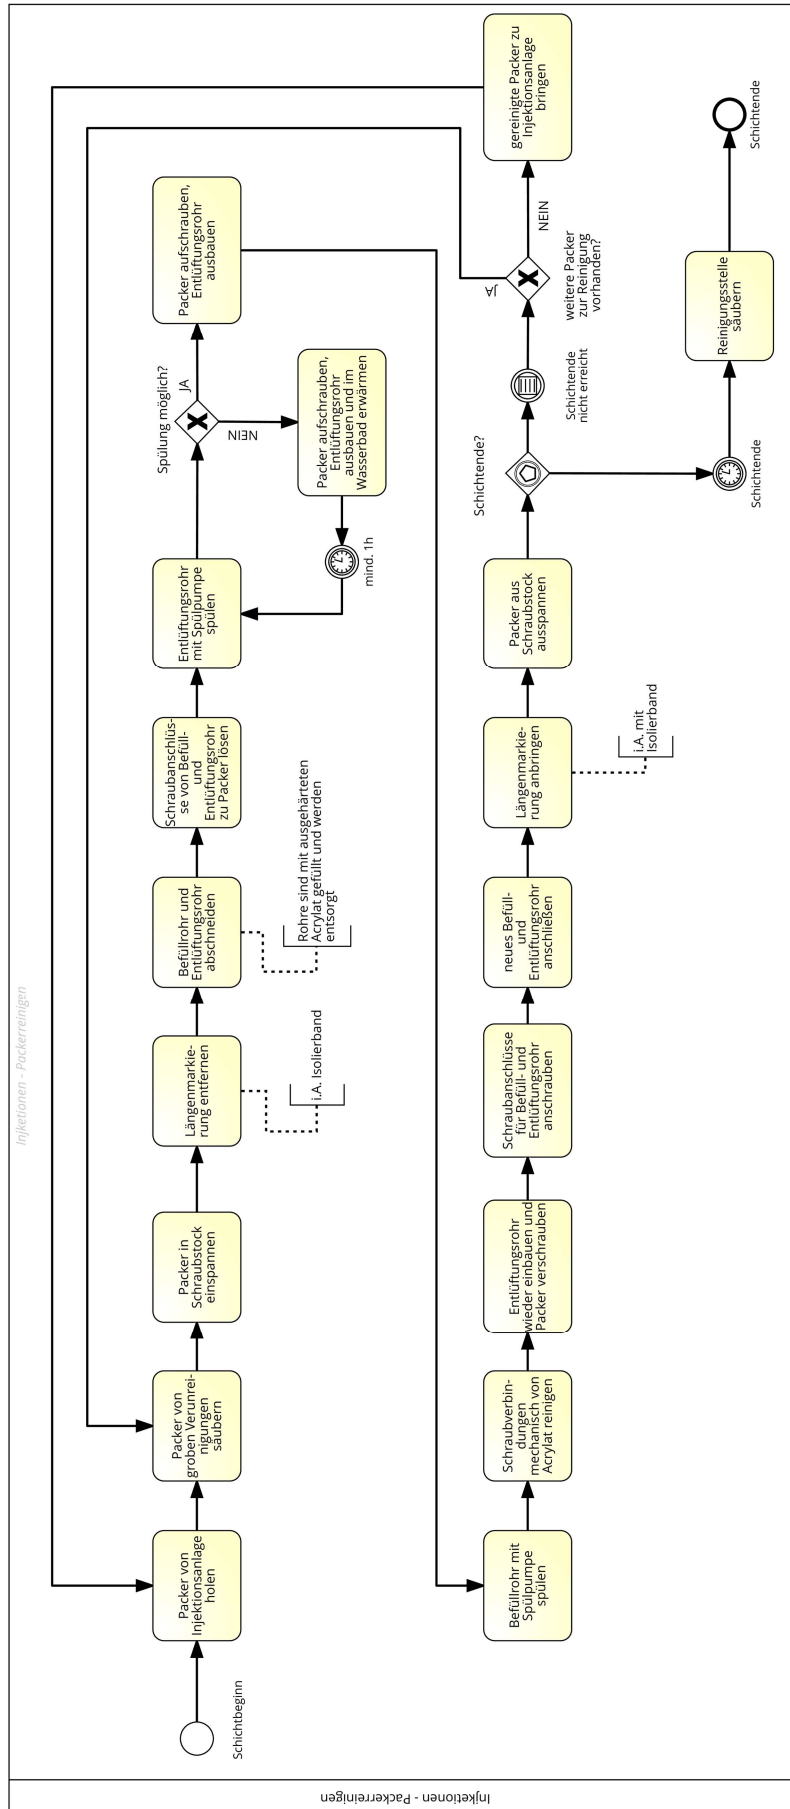 Injketionen - Packerreinigen
Injketionen - Packerreinigen
Schichtbeginn
Packer von
Injektionsanlage
holen
Packer von
groben Verunrei-
nigungen
säubern
Packer in
Schraubstock
einspannen
Längenmarkie-
rung entfernen
i.A. Isolierband
Befüllrohr und
Entlüftungsrohr
abschneiden
Rohre sind mit ausgehärteten
Acrylat gefüllt und werden
entsorgt
Schraubanschlüs-
se von Befüll-
und
Entlüftungsrohr
zu Packer lösen
Entlüftungsrohr
mit Spülpumpe
spülen
Spülung möglich?
JA
NEIN
Packer aufschrauben,
Entlüftungsrohr
ausbauen und im
Wasserbad erwärmen
mind. 1h
Packer aufschrauben,
Entlüftungsrohr
ausbauen
Befüllrohr mit
Spülpumpe
spülen
Schraubverbin-
dungen
mechanisch von
Acrylat reinigen
Entlüftungsrohr
wieder einbauen und
Packer verschrauben
Schraubanschlüsse
für Befüll- und
Entlüftungsrohr
anschrauben
neues Befüll-
und
Entlüftungsrohr
anschließen
Längenmarkie-
rung anbringen
i.A. mit
Isolierband
Packer aus
Schraubstock
ausspannen
Schichtende?
Schichtende
nicht erreicht
weitere Packer
zur Reinigung
vorhanden?
JA
NEIN
gereinigte Packer zu
Injektionsanlage
bringen
Schichtende
Reinigungsstelle
säubern
Schichtende